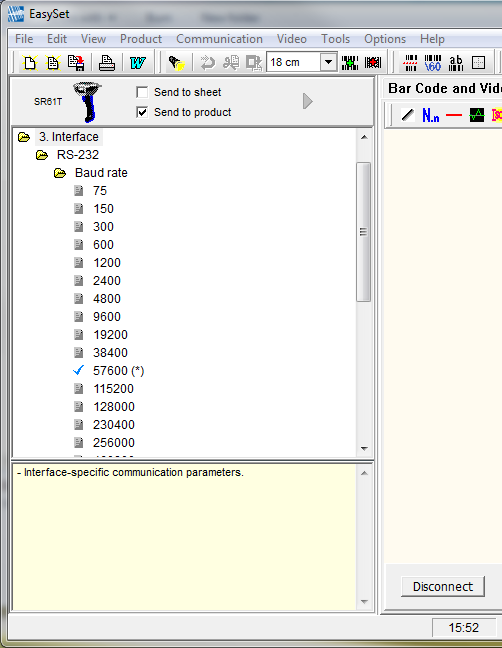 EasySet
File Edit View Product Communication Video Tools Options Help
18 cm
SR61T
Send to sheet
Send to product
Bar Code and Vide
N.n
3. Interface
RS-232
Baud rate
75
150
300
600
1200
2400
4800
9600
19200
38400
57600 (*)
115200
128000
230400
256000
- Interface-specific communication parameters.
Disconnect
15:52